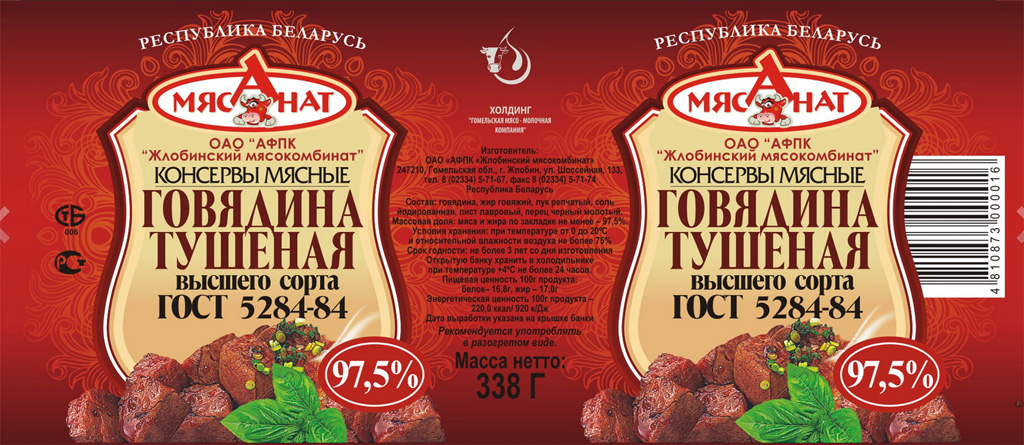 РЕСПУБЛИКА БЕЛАРУСЬ
МЯСАНАТ
ОАО "АФПК
"Жлобинский мясокомбинат"
КОНСЕРВЫ МЯСНЫЕ
ГОВЯДИНА
ТУШЕНАЯ
высшего сорта
ГОСТ 5284-84
97,5%
СТБ
006
РСТ
ХОЛДИНГ
"ГОМЕЛЬСКАЯ МЯСО - МОЛОЧНАЯ
КОМПАНИЯ"
Изготовитель:
ОАО «АФПК «Жлобинский мясокомбинат»
247210, Гомельская обл., г. Жлобин, ул. Шоссейная, 133,
тел. 8 (02334) 5-71-67, факс 8 (02334) 5-71-74
Республика Беларусь
Состав: говядина, жир говяжий, лук репчатый, соль
йодированная, лист лавровый, перец черный молотый.
Массовая доля: мяса и жира по закладке не менее – 97,5%.
Условия хранения: при температуре от 0 до 20°С
и относительной влажности воздуха не более 75%
Срок годности: не более 3 лет со дня изготовления
Открытую банку хранить в холодильнике
при температуре +4°С не более 24 часов.
Пищевая ценность 100г продукта:
белок– 16,8г, жир – 17,0г
Энергетическая ценность 100г продукта –
220,0 ккал/ 920 кДж
Дата выработки указана на крышке банки
Рекомендуется употреблять
в разогретом виде.
Масса нетто:
338 Г
РЕСПУБЛИКА БЕЛАРУСЬ
МЯСАНАТ
ОАО "АФПК
"Жлобинский мясокомбинат"
КОНСЕРВЫ МЯСНЫЕ
ГОВЯДИНА
ТУШЕНАЯ
высшего сорта
ГОСТ 5284-84
97,5%
4 810873 000016